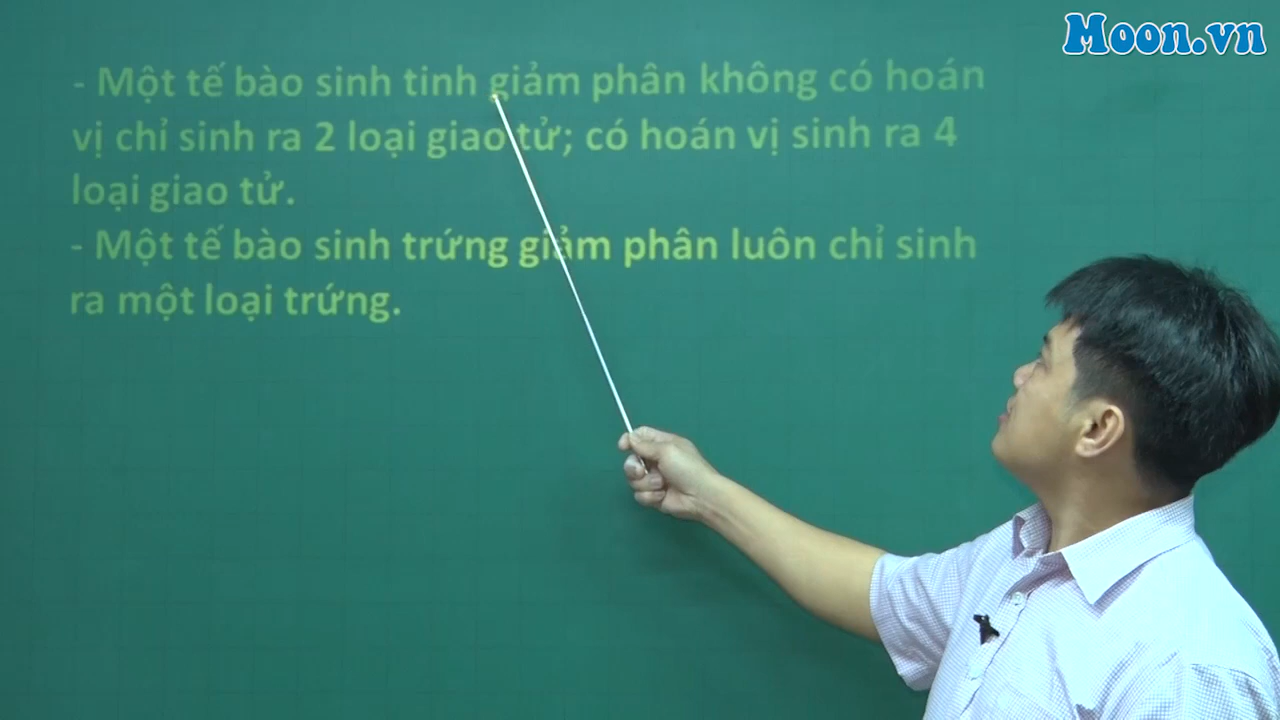 Moon.vn
- Một tế bào sinh tinh giảm phân không có hoán
vị chỉ sinh ra 2 loại giao tử; có hoán vị sinh ra 4
loại giao tử.
- Một tế bào sinh trứng giảm phân luôn chỉ sinh
ra một loại trứng.